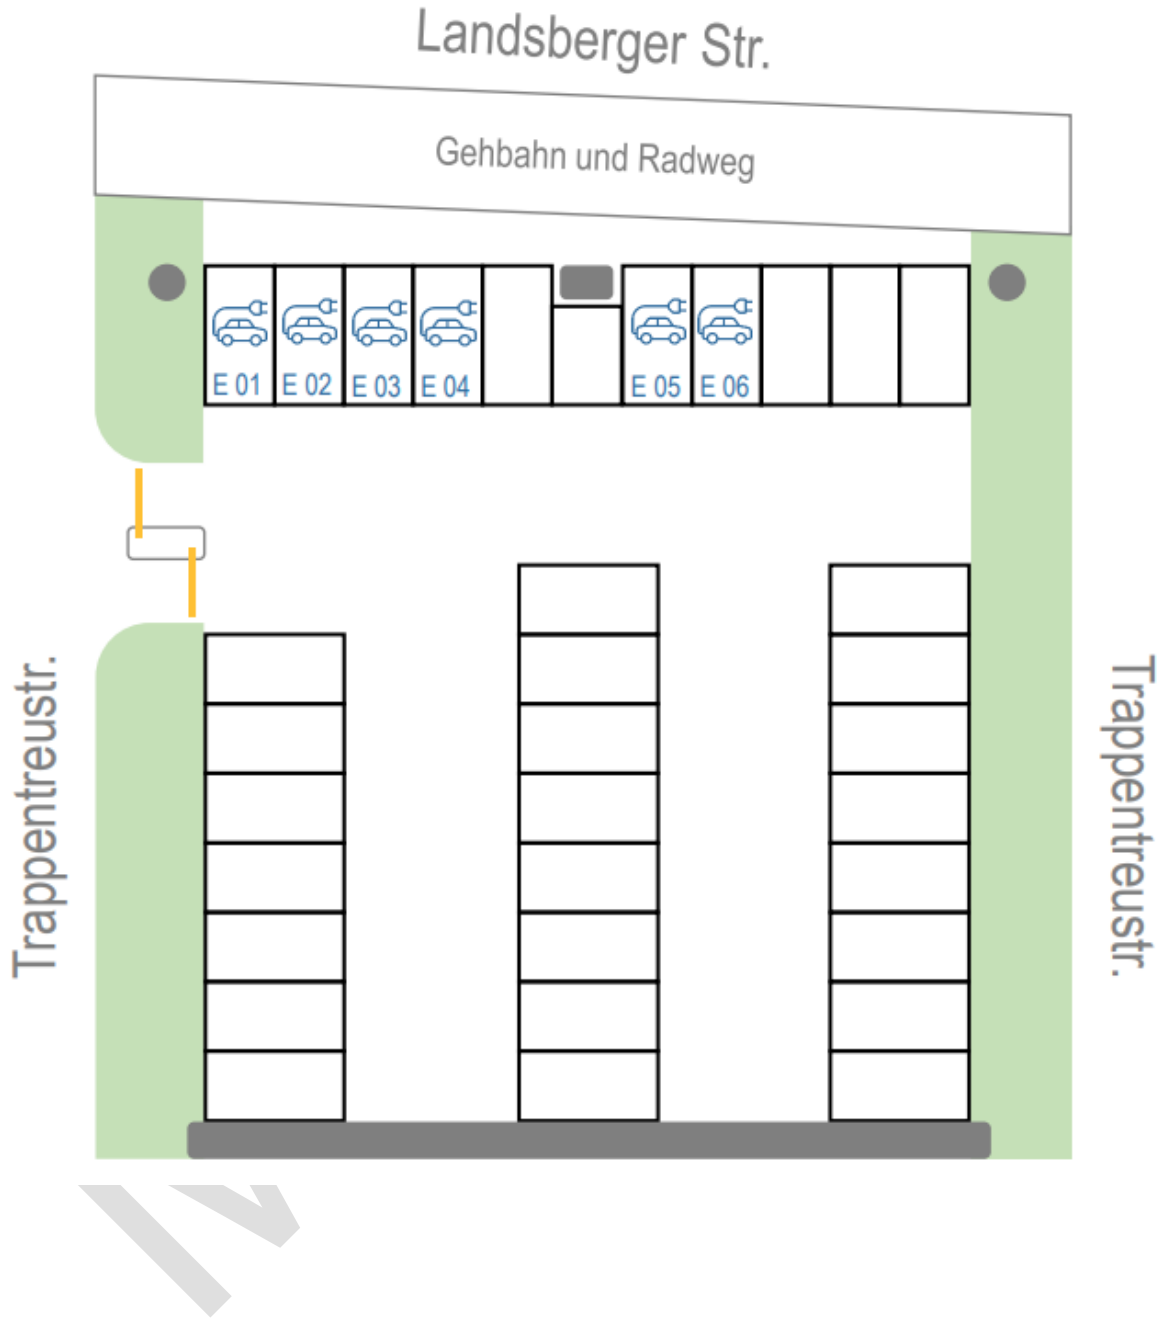 Landsberger Str.
Gehbahn und Radweg
E 01
E 02
E 03
E 04
E 05
E 06
Trappentreustr.
Trappentreustr.